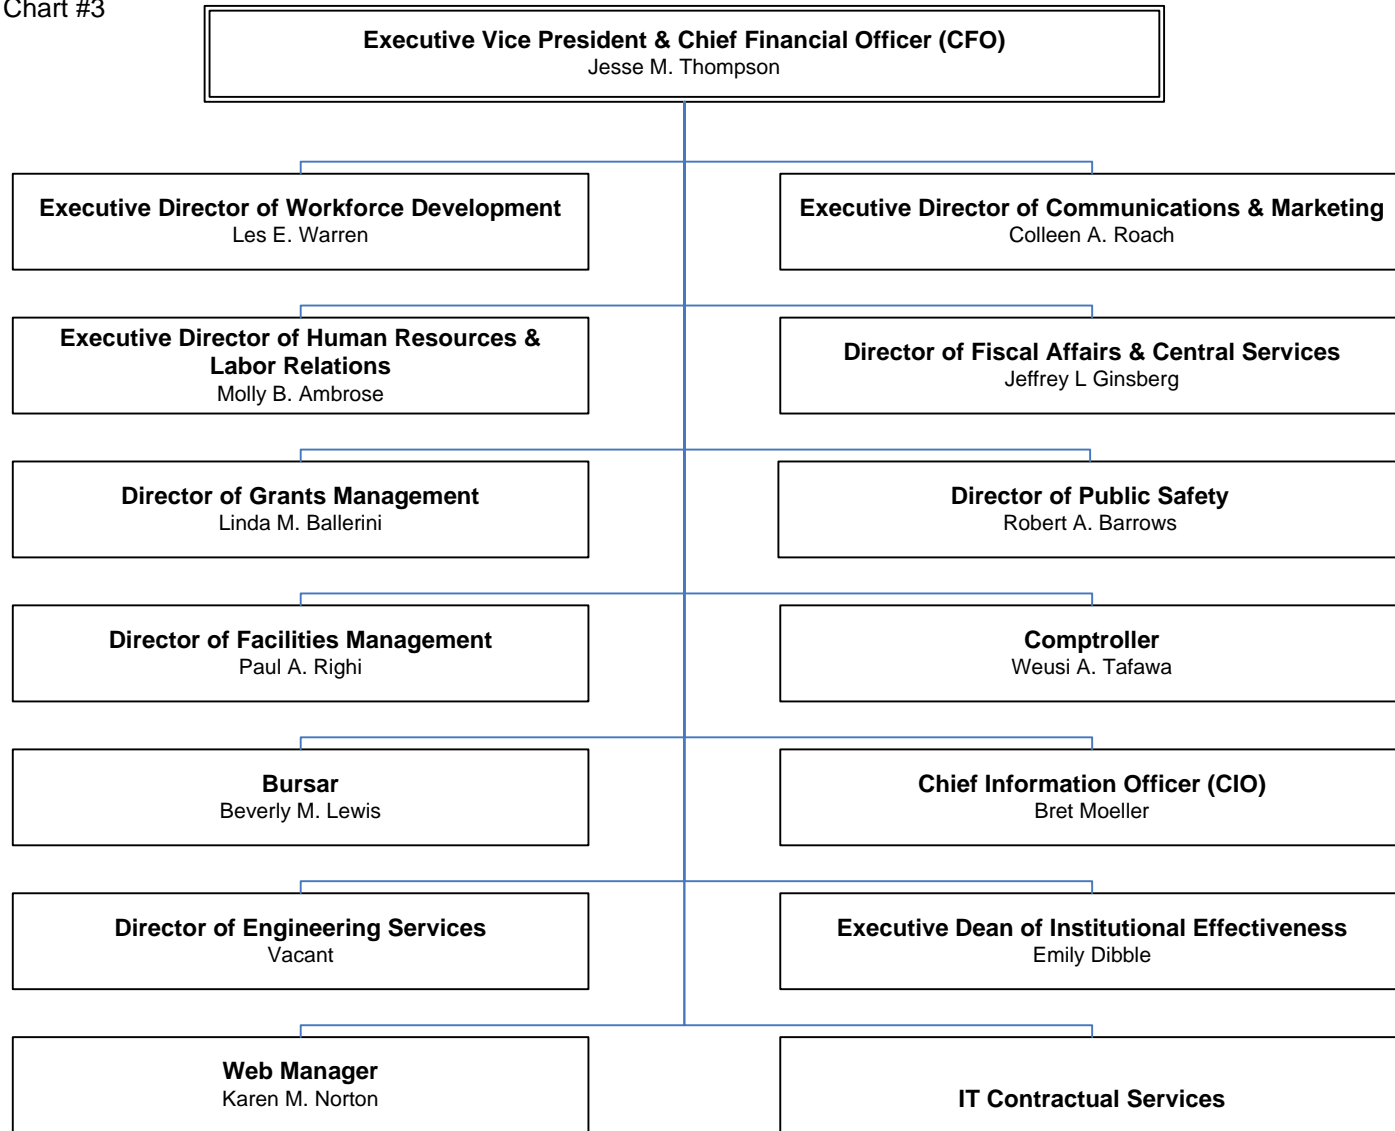 Chart #3
Executive Vice President & Chief Financial Officer (CFO)
Jesse M. Thompson
Executive Director of Workforce Development
Les E. Warren
Executive Director of Communications & Marketing
Colleen A. Roach
Executive Director of Human Resources &
Labor Relations
Molly B. Ambrose
Director of Fiscal Affairs & Central Services
Jeffrey L Ginsberg
Director of Grants Management
Linda M. Ballerini
Director of Public Safety
Robert A. Barrows
Director of Facilities Management
Paul A. Righi
Comptroller
Weusi A. Tafawa
Bursar
Beverly M. Lewis
Chief Information Officer (CIO)
Bret Moeller
Director of Engineering Services
Vacant
Executive Dean of Institutional Effectiveness
Emily Dibble
Web Manager
Karen M. Norton
IT Contractual Services